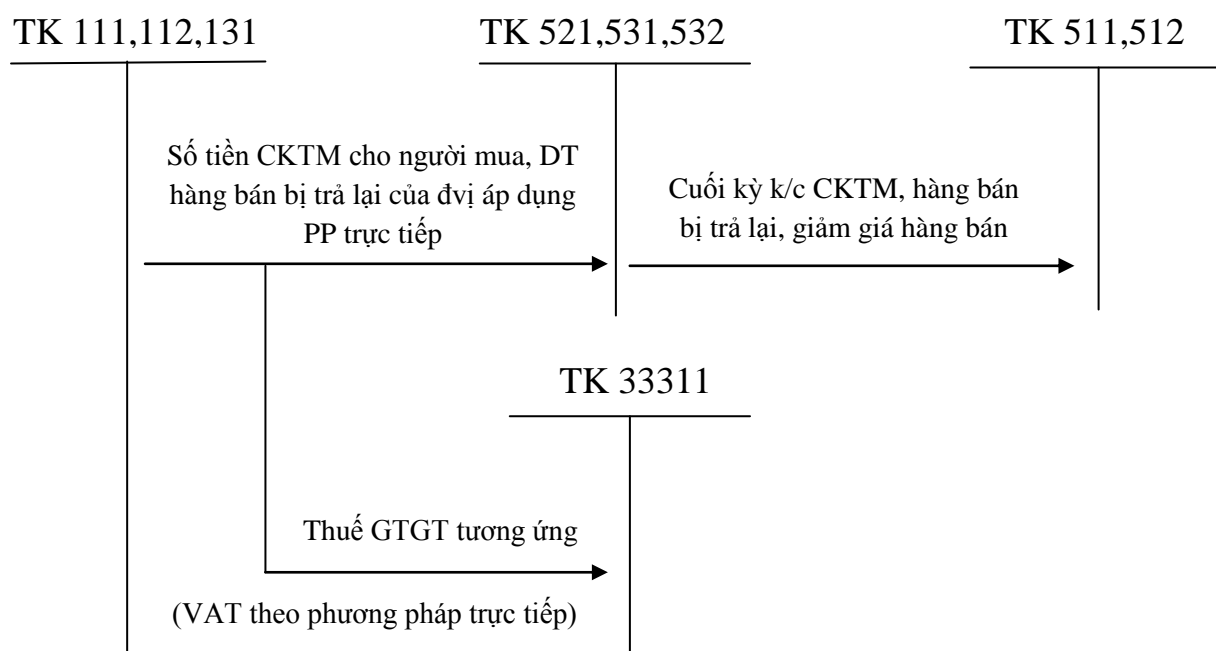 TK 111,112,131
TK 521,531,532
TK 511,512
Số tiền CKTM cho người mua, DT
hàng bán bị trả lại của đvị áp dụng
PP trực tiếp
Cuối kỳ k/c CKTM, hàng bán
bị trả lại, giảm giá hàng bán
TK 33311
Thuế GTGT tương ứng
(VAT theo phương pháp trực tiếp)